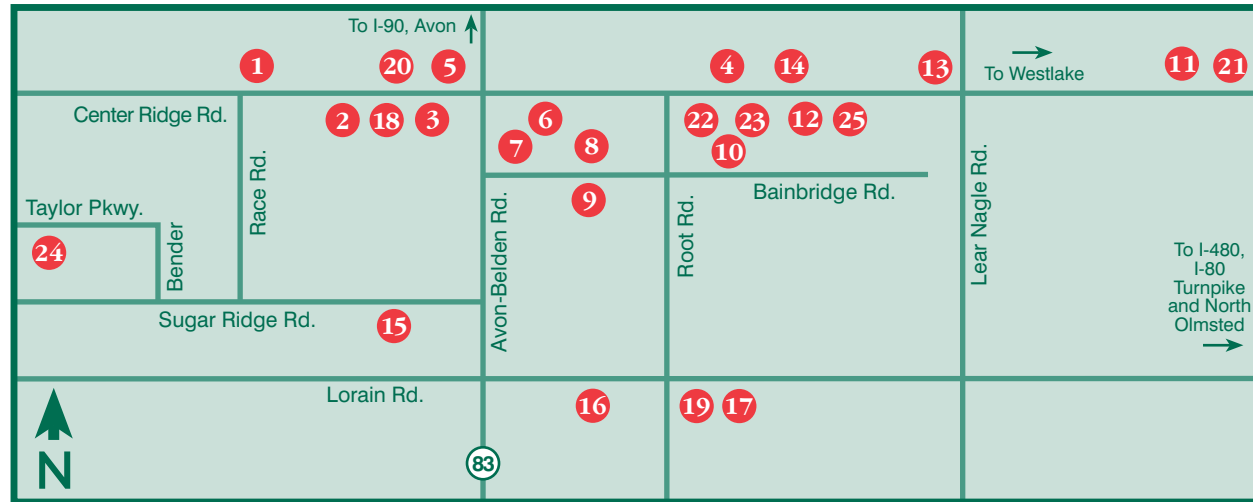 To I-90, Avon
1
20
5
4
14
13
To Westlake
11
21
Center Ridge Rd.
2
18
3
6
7
8
22
23
12
25
10
Race Rd.
Bainbridge Rd.
9
Taylor Pkwy.
24
Bender
Avon-Belden Rd.
Root Rd.
Lear Nagle Rd.
To I-480,
I-80
Turnpike
and North
Olmsted
Sugar Ridge Rd.
15
Lorain Rd.
16
19
17
N
83